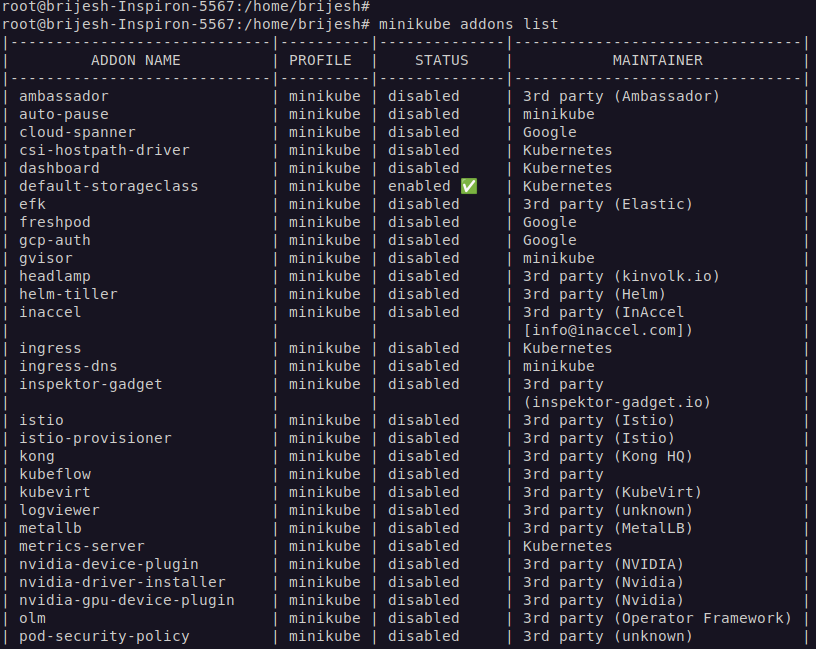 root@brijesh-Inspiron-5567:/home/brijesh#
root@brijesh-Inspiron-5567:/home/brijesh# minikube addons list
|-----------------------------|----------|--------------|--------------------------------|
|         ADDON NAME          | PROFILE  |    STATUS    |           MAINTAINER           |
|-----------------------------|----------|--------------|--------------------------------|
| ambassador                  | minikube | disabled     | 3rd party (Ambassador)         |
| auto-pause                  | minikube | disabled     | minikube                       |
| cloud-spanner               | minikube | disabled     | Google                         |
| csi-hostpath-driver         | minikube | disabled     | Kubernetes                     |
| dashboard                   | minikube | disabled     | Kubernetes                     |
| default-storageclass        | minikube | enabled ✅   | Kubernetes                     |
| efk                         | minikube | disabled     | 3rd party (Elastic)            |
| freshpod                    | minikube | disabled     | Google                         |
| gcp-auth                    | minikube | disabled     | Google                         |
| gvisor                      | minikube | disabled     | minikube                       |
| headlamp                    | minikube | disabled     | 3rd party (kinvolk.io)         |
| helm-tiller                 | minikube | disabled     | 3rd party (Helm)               |
| inaccel                     | minikube | disabled     | 3rd party (InAccel             |
|                             |          |              | [info@inaccel.com])            |
| ingress                     | minikube | disabled     | Kubernetes                     |
| ingress-dns                 | minikube | disabled     | minikube                       |
| inspektor-gadget            | minikube | disabled     | 3rd party                      |
|                             |          |              | (inspektor-gadget.io)          |
| istio                       | minikube | disabled     | 3rd party (Istio)              |
| istio-provisioner           | minikube | disabled     | 3rd party (Istio)              |
| kong                        | minikube | disabled     | 3rd party (Kong HQ)            |
| kubeflow                    | minikube | disabled     | 3rd party                      |
| kubevirt                    | minikube | disabled     | 3rd party (KubeVirt)           |
| logviewer                   | minikube | disabled     | 3rd party (unknown)            |
| metallb                     | minikube | disabled     | 3rd party (MetalLB)            |
| metrics-server              | minikube | disabled     | Kubernetes                     |
| nvidia-device-plugin        | minikube | disabled     | 3rd party (NVIDIA)             |
| nvidia-driver-installer     | minikube | disabled     | 3rd party (Nvidia)             |
| nvidia-gpu-device-plugin    | minikube | disabled     | 3rd party (Nvidia)             |
| olm                         | minikube | disabled     | 3rd party (Operator Framework) |
| pod-security-policy         | minikube | disabled     | 3rd party (unknown)            |